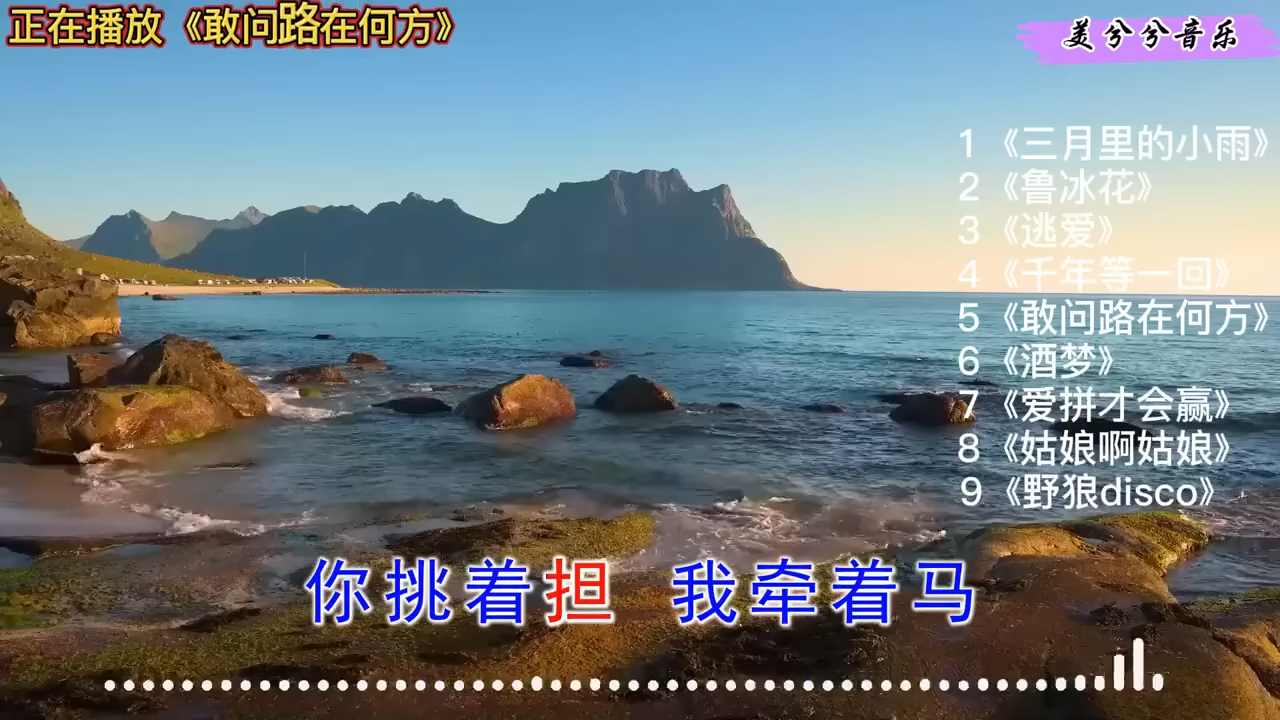 正在播放《敢问路在何方》
美兮兮音乐
1《三月里的小雨》
2《鲁冰花》
3《逃爱》
4《千年等一回》
5《敢问路在何方》
6《酒梦》
7《爱拼才会赢》
8《姑娘啊姑娘》
9《野狼disco》
你挑着担 我牵着马